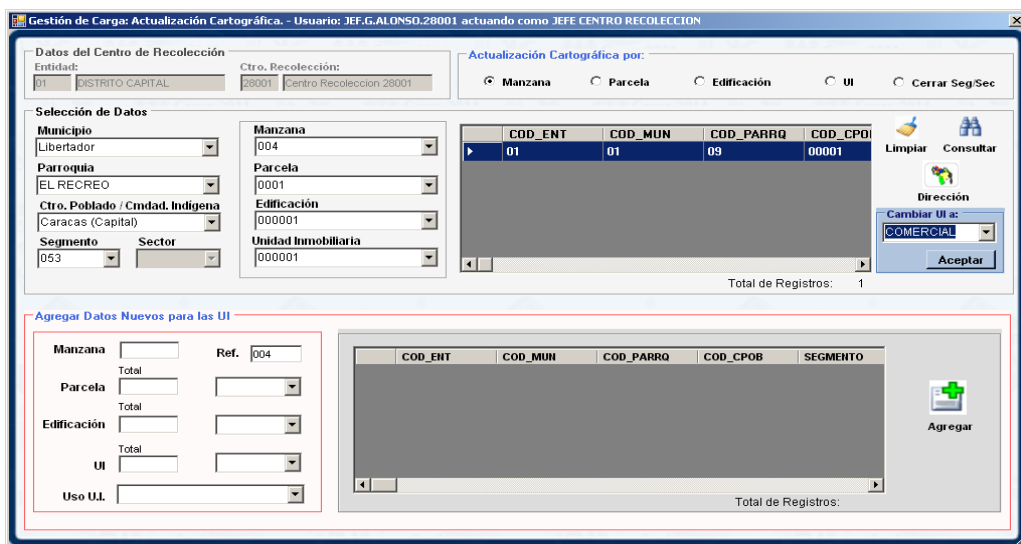 Gestión de Carga: Actualización Cartográfica. - Usuario: JEF.G.ALONSO.28001 actuando como JEFE CENTRO RECOLECCION
Datos del Centro de Recolección
Entidad: Ctro. Recolección:
01 DISTRITO CAPITAL 28001 Centro Recoleccion 28001
Actualización Cartográfica por:
Manzana Parcela Edificación UI Cerrar Seg/Sec
Selección de Datos
Municipio
Libertador
Parroquia
EL RECREO
Ctro. Poblado / Cmdad. Indígena
Caracas (Capital)
Segmento Sector
053
Manzana
004
Parcela
0001
Edificación
000001
Unidad Inmobiliaria
000001
COD_ENT COD_MUN COD_PARRQ COD_CPOI
01 01 09 00001
Total de Registros: 1
Limpiar Consultar
Dirección
Cambiar UI a:
COMERCIAL
Aceptar
Agregar Datos Nuevos para las UI
Manzana Ref. 004
Total
Parcela
Total
Edificación
Total
UI
Uso U.I.
COD_ENT COD_MUN COD_PARRQ COD_CPOB SEGMENTO
Total de Registros:
Agregar